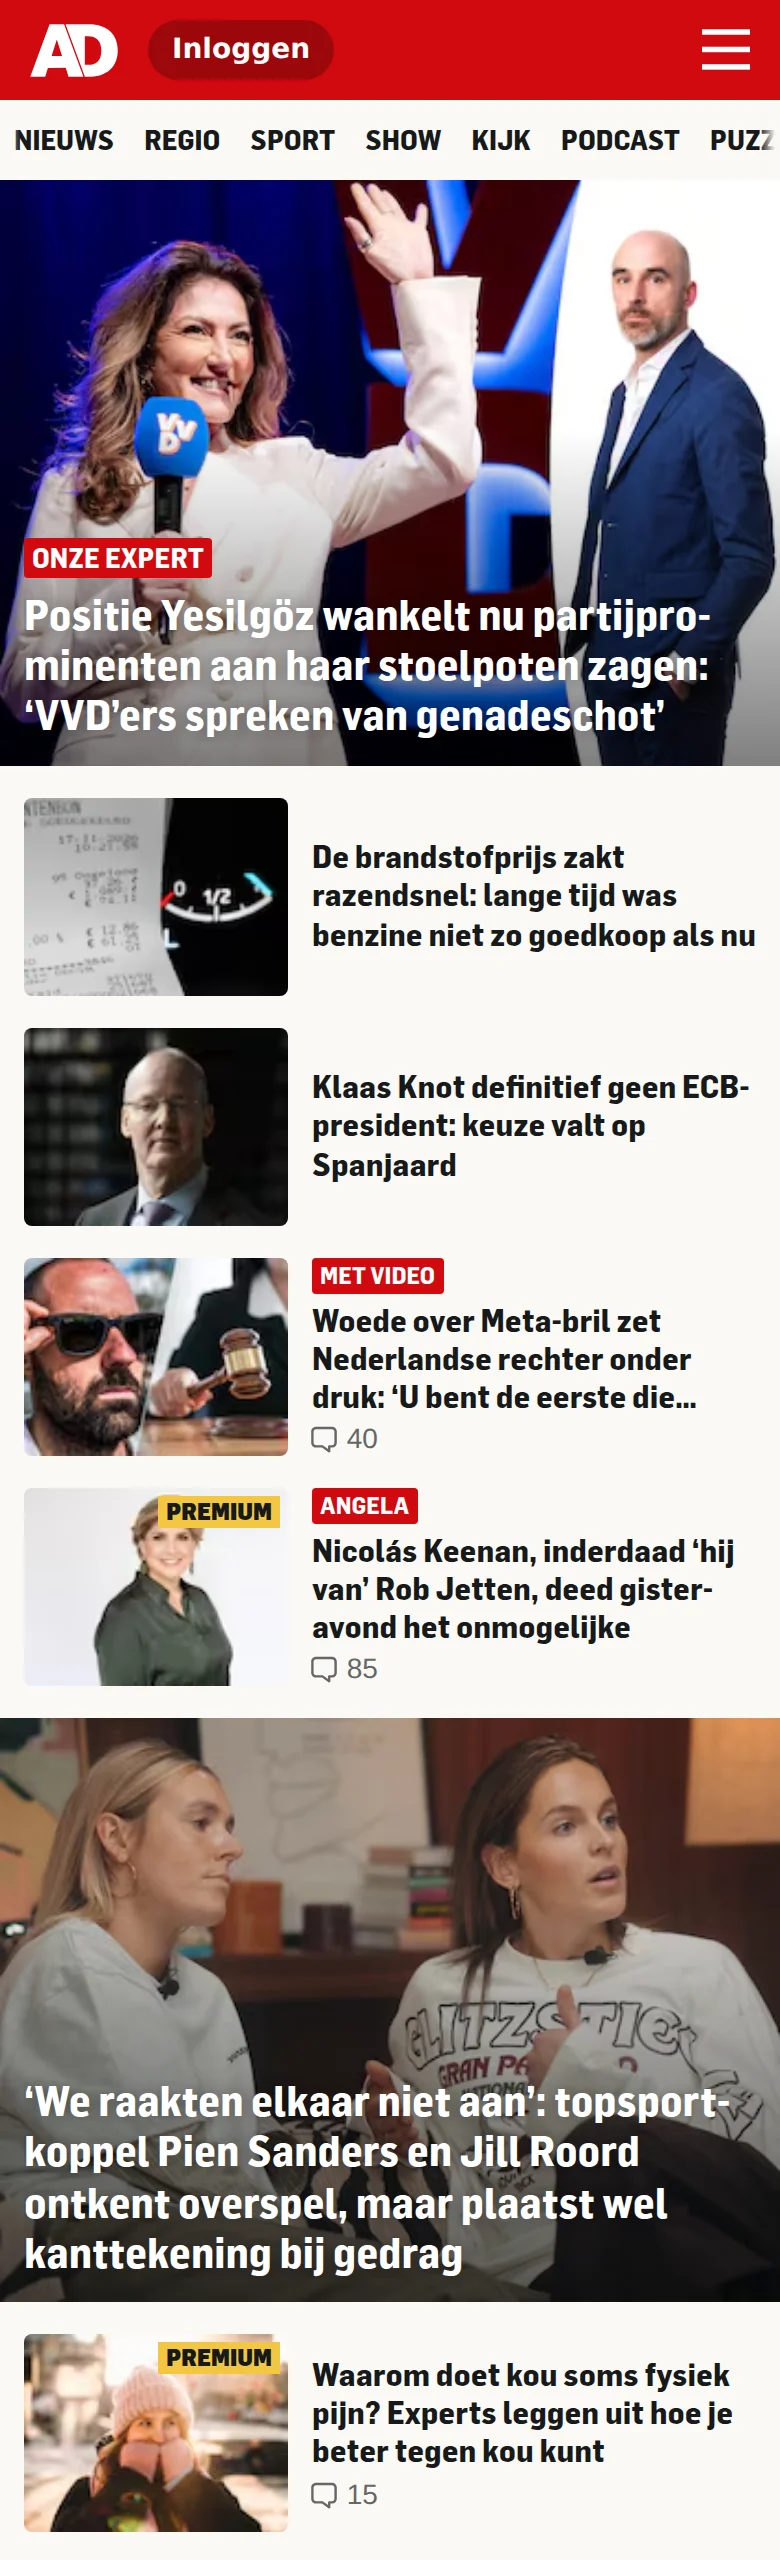 AD
Inloggen
NIEUWS REGIO SPORT SHOW KIJK PODCAST PUZZ
VVD
ONZE EXPERT
Positie Yesilgöz wankelt nu partijpro-
minenten aan haar stoelpoten zagen:
‘VVD’ers spreken van genadeschot’
0 1/2
De brandstofprijs zakt
razendsnel: lange tijd was
benzine niet zo goedkoop als nu
Klaas Knot definitief geen ECB-
president: keuze valt op
Spanjaard
MET VIDEO
Woede over Meta-bril zet
Nederlandse rechter onder
druk: ‘U bent de eerste die...
40
PREMIUM
ANGELA
Nicolás Keenan, inderdaad ‘hij
van’ Rob Jetten, deed gister-
avond het onmogelijke
85
‘We raakten elkaar niet aan’: topsport-
koppel Pien Sanders en Jill Roord
ontkent overspel, maar plaatst wel
kanttekening bij gedrag
PREMIUM
Waarom doet kou soms fysiek
pijn? Experts leggen uit hoe je
beter tegen kou kunt
15